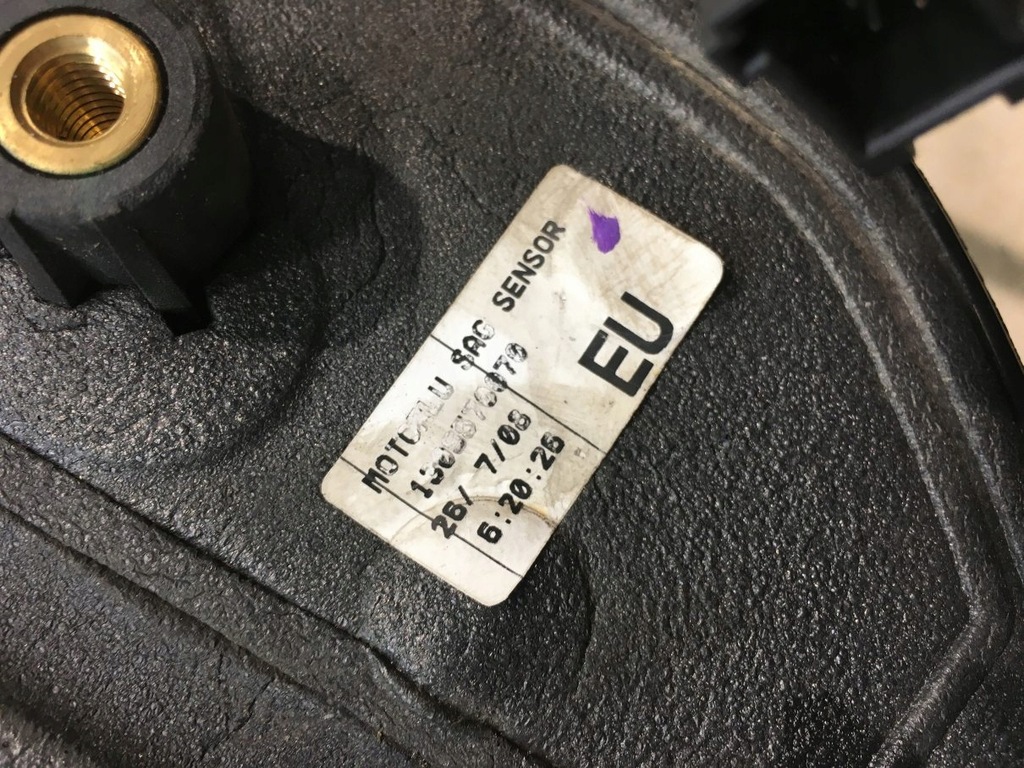 MOTORLU SAG SENSOR
26/ 7/08
6:20:26
EU